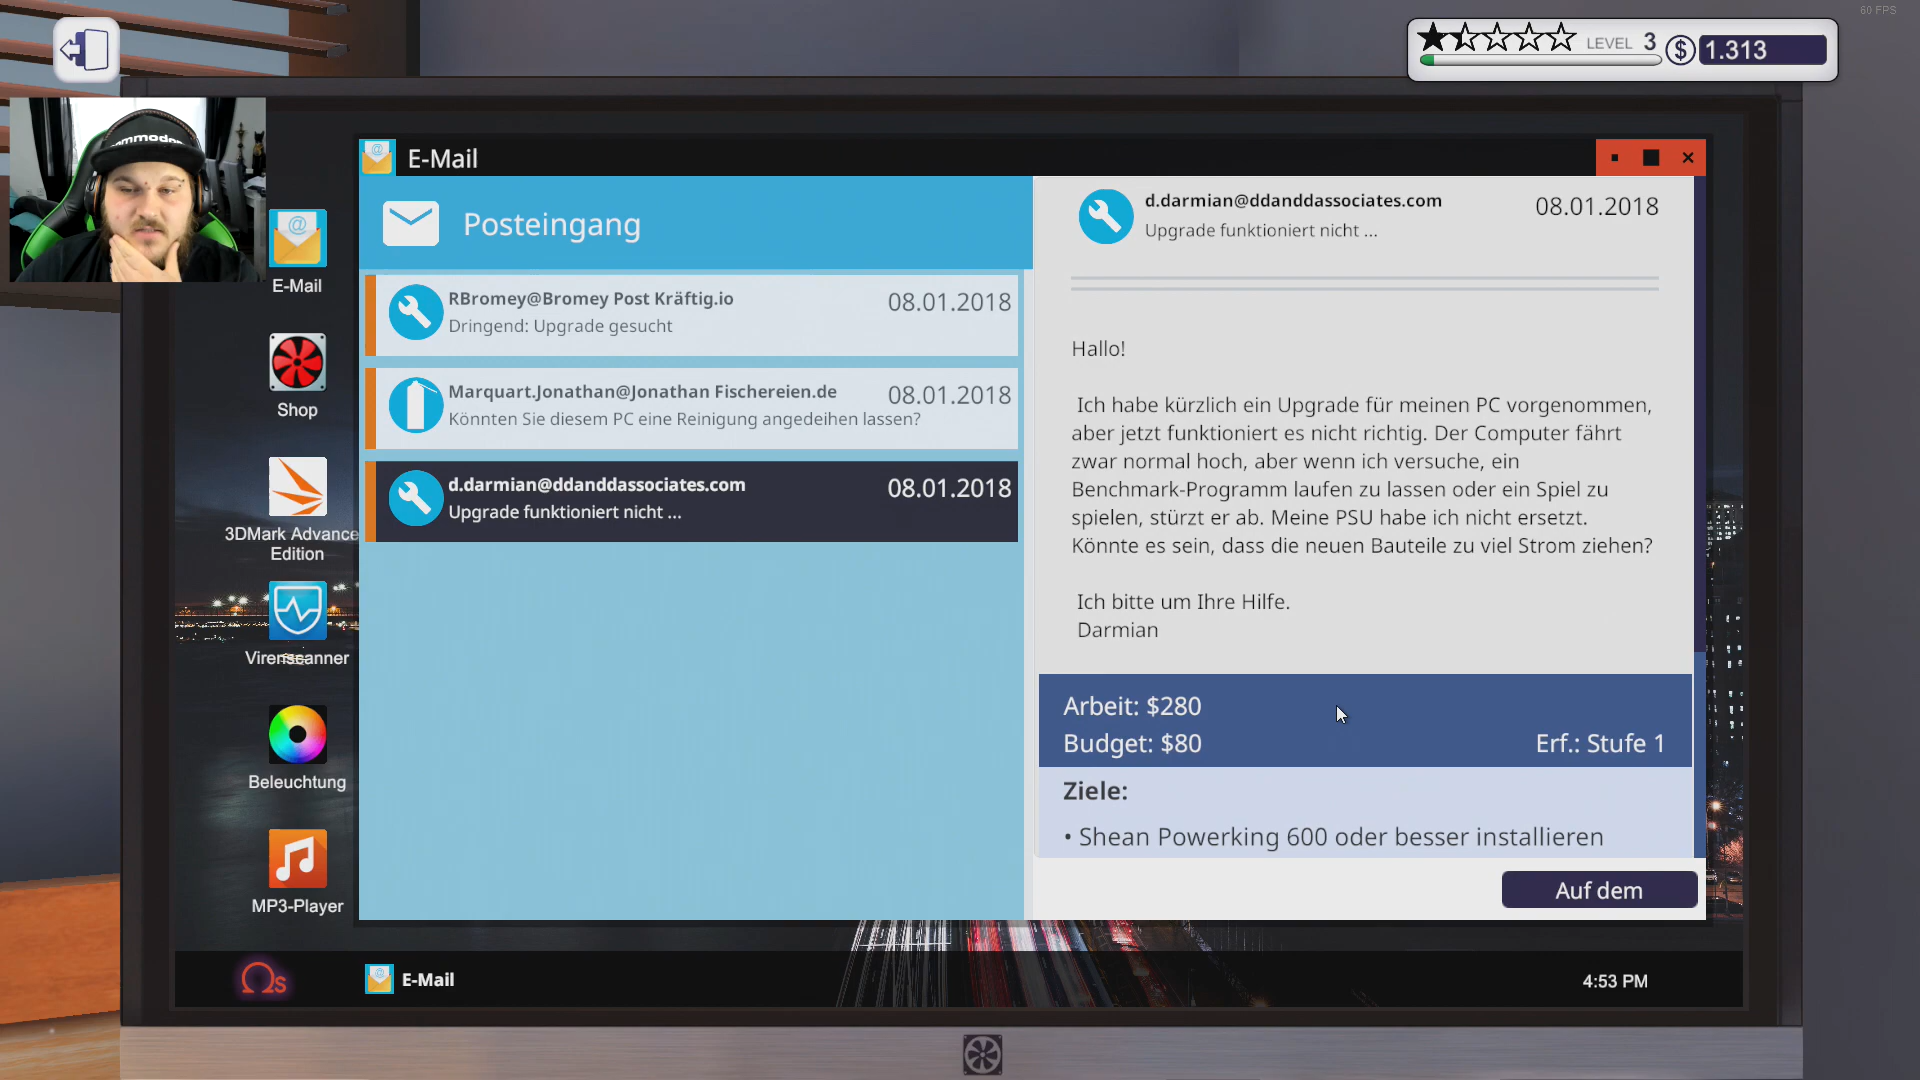 60 FPS
LEVEL 3
$ 1.313
E-Mail
Posteingang
RBromey@Bromey Post Kräftig.io
08.01.2018
Dringend: Upgrade gesucht
Marquart.Jonathan@Jonathan Fischereien.de
08.01.2018
Könnten Sie diesem PC eine Reinigung angedeihen lassen?
d.darmian@ddanddassociates.com
08.01.2018
Upgrade funktioniert nicht ...
d.darmian@ddanddassociates.com
08.01.2018
Upgrade funktioniert nicht ...
Hallo!
Ich habe kürzlich ein Upgrade für meinen PC vorgenommen,
aber jetzt funktioniert es nicht richtig. Der Computer fährt
zwar normal hoch, aber wenn ich versuche, ein
Benchmark-Programm laufen zu lassen oder ein Spiel zu
spielen, stürzt er ab. Meine PSU habe ich nicht ersetzt.
Könnte es sein, dass die neuen Bauteile zu viel Strom ziehen?
Ich bitte um Ihre Hilfe.
Darmian
Arbeit: $280
Budget: $80
Erf.: Stufe 1
Ziele:
• Shean Powerking 600 oder besser installieren
Auf dem
E-Mail
Shop
3DMark Advance
Edition
Virenscanner
Beleuchtung
MP3-Player
Ωs
E-Mail
4:53 PM